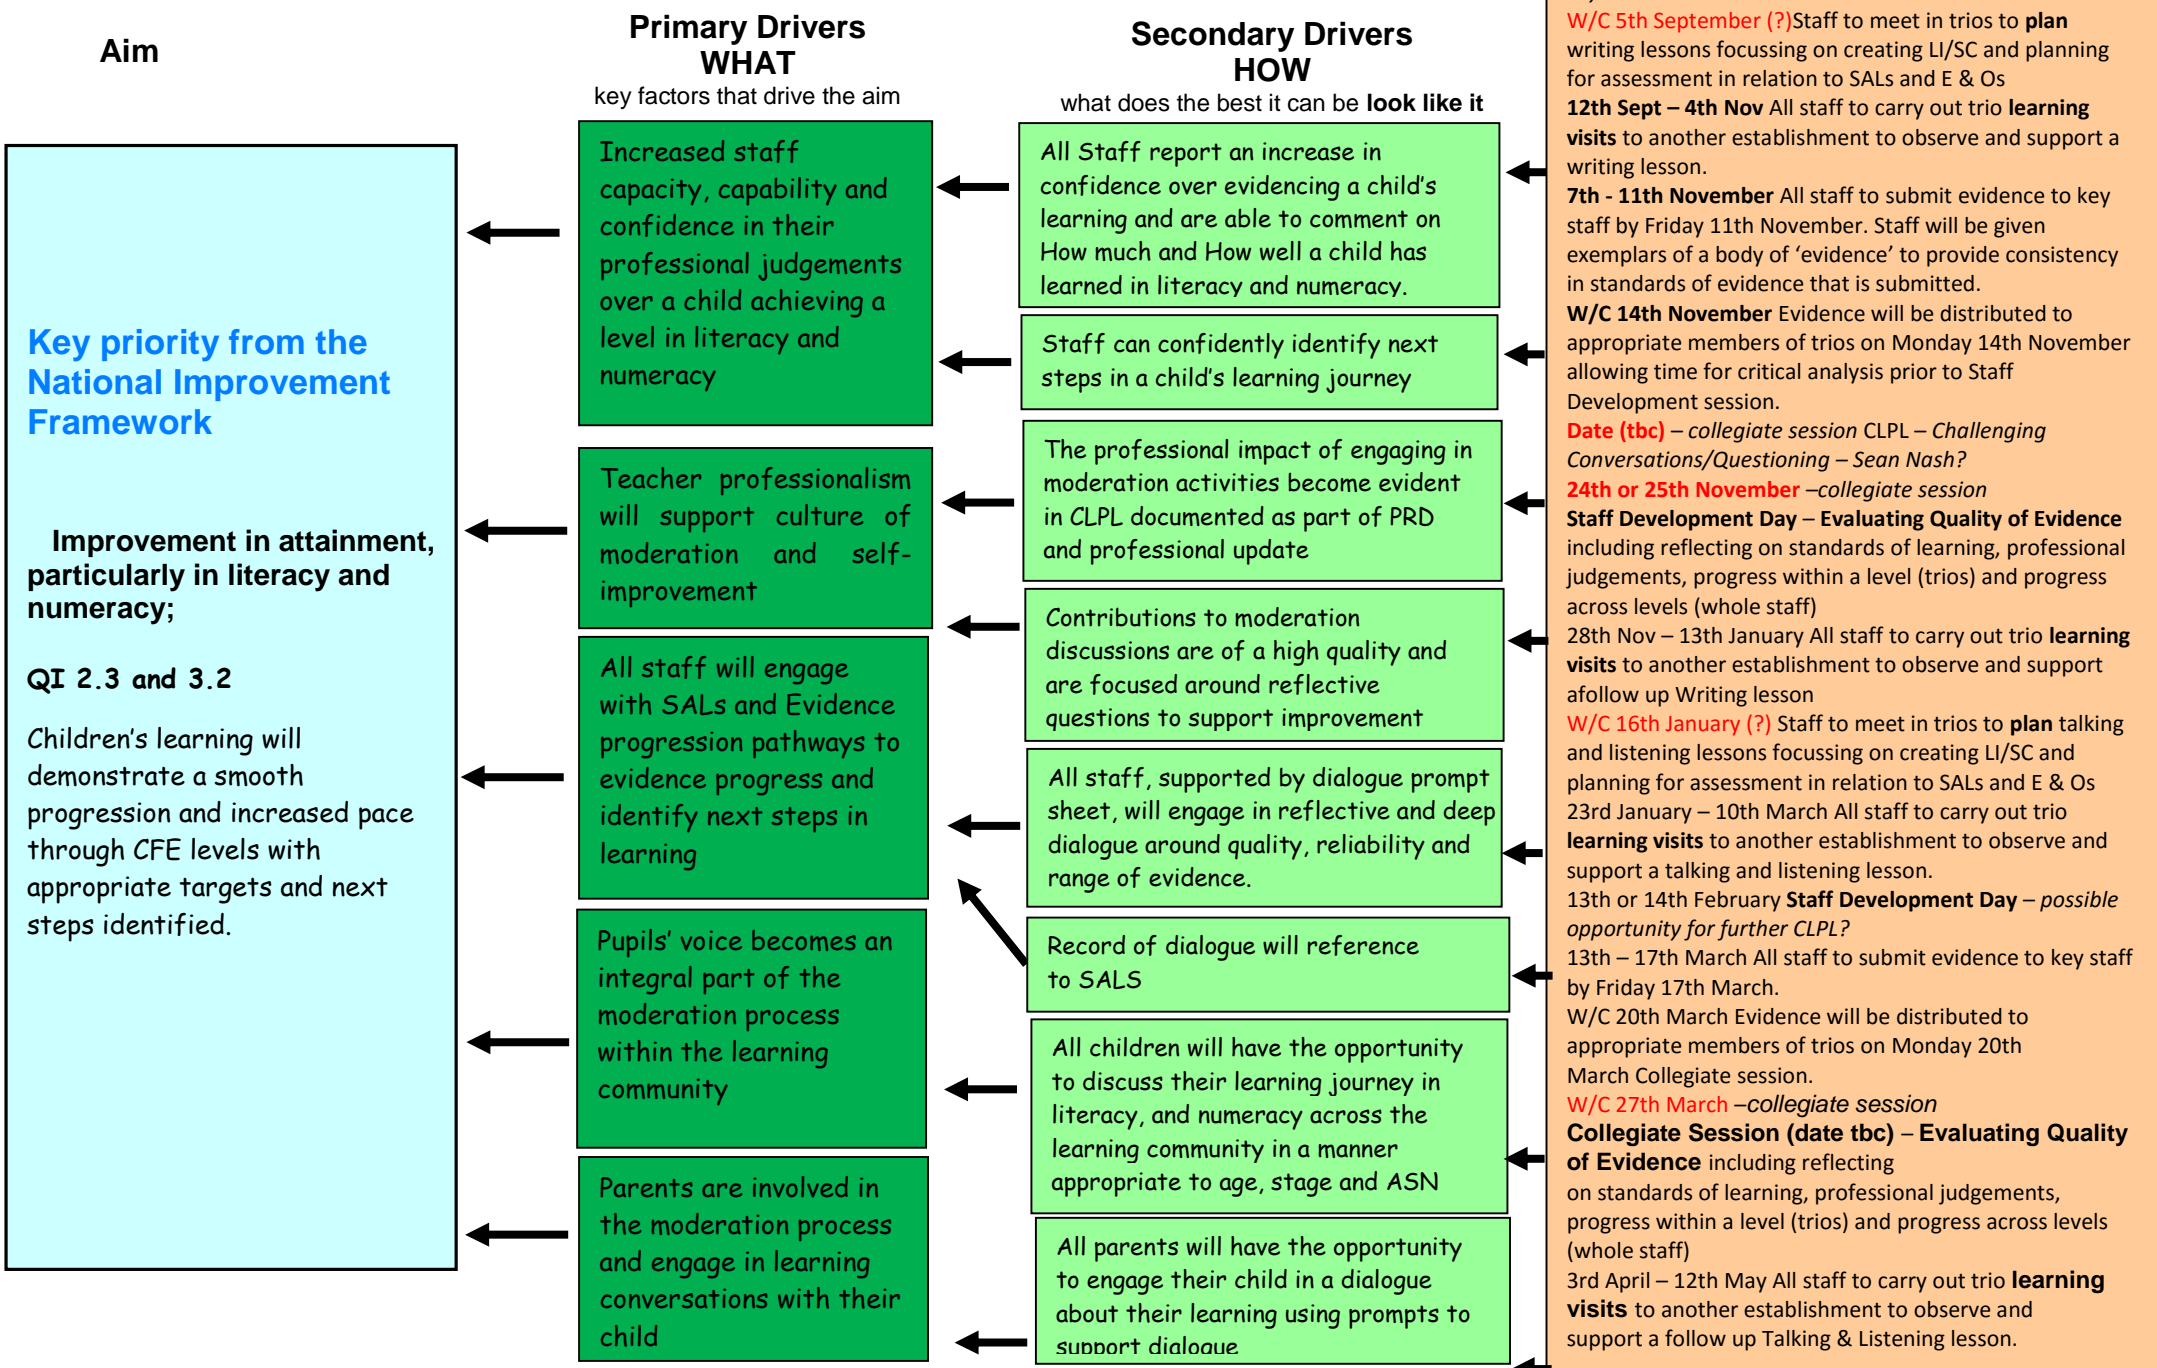 Aim
Key priority from the
National Improvement
Framework
Improvement in attainment,
particularly in literacy and
numeracy;
QI 2.3 and 3.2
Children's learning will
demonstrate a smooth
progression and increased pace
through CFE levels with
appropriate targets and next
steps identified.
Primary Drivers
WHAT
key factors that drive the aim
Increased staff
capacity, capability and
confidence in their
professional judgements
over a child achieving a
level in literacy and
numeracy
Teacher professionalism
will support culture of
moderation and self-
improvement
All staff will engage
with SALs and Evidence
progression pathways to
evidence progress and
identify next steps in
learning
Pupils' voice becomes an
integral part of the
moderation process
within the learning
community
Parents are involved in
the moderation process
and engage in learning
conversations with their
child
Secondary Drivers
HOW
what does the best it can be look like it
All Staff report an increase in
confidence over evidencing a child's
learning and are able to comment on
How much and How well a child has
learned in literacy and numeracy.
Staff can confidently identify next
steps in a child's learning journey
The professional impact of engaging in
moderation activities become evident
in CLPL documented as part of PRD
and professional update
Contributions to moderation
discussions are of a high quality and
are focused around reflective
questions to support improvement
All staff, supported by dialogue prompt
sheet, will engage in reflective and deep
dialogue around quality, reliability and
range of evidence.
Record of dialogue will reference
to SALS
All children will have the opportunity
to discuss their learning journey in
literacy, and numeracy across the
learning community in a manner
appropriate to age, stage and ASN
All parents will have the opportunity
to engage their child in a dialogue
about their learning using prompts to
support dialogue
W/C 5th September (?)Staff to meet in trios to plan
writing lessons focussing on creating LI/SC and planning
for assessment in relation to SALs and E & Os
12th Sept – 4th Nov All staff to carry out trio learning
visits to another establishment to observe and support a
writing lesson.
7th - 11th November All staff to submit evidence to key
staff by Friday 11th November. Staff will be given
exemplars of a body of ‘evidence’ to provide consistency
in standards of evidence that is submitted.
W/C 14th November Evidence will be distributed to
appropriate members of trios on Monday 14th November
allowing time for critical analysis prior to Staff
Development session.
Date (tbc) – collegiate session CLPL – Challenging
Conversations/Questioning – Sean Nash?
24th or 25th November –collegiate session
Staff Development Day – Evaluating Quality of Evidence
including reflecting on standards of learning, professional
judgements, progress within a level (trios) and progress
across levels (whole staff)
28th Nov – 13th January All staff to carry out trio learning
visits to another establishment to observe and support
afollow up Writing lesson
W/C 16th January (?) Staff to meet in trios to plan talking
and listening lessons focussing on creating LI/SC and
planning for assessment in relation to SALs and E & Os
23rd January – 10th March All staff to carry out trio
learning visits to another establishment to observe and
support a talking and listening lesson.
13th or 14th February Staff Development Day – possible
opportunity for further CLPL?
13th – 17th March All staff to submit evidence to key staff
by Friday 17th March.
W/C 20th March Evidence will be distributed to
appropriate members of trios on Monday 20th
March Collegiate session.
W/C 27th March –collegiate session
Collegiate Session (date tbc) – Evaluating Quality
of Evidence including reflecting
on standards of learning, professional judgements,
progress within a level (trios) and progress across levels
(whole staff)
3rd April – 12th May All staff to carry out trio learning
visits to another establishment to observe and
support a follow up Talking & Listening lesson.